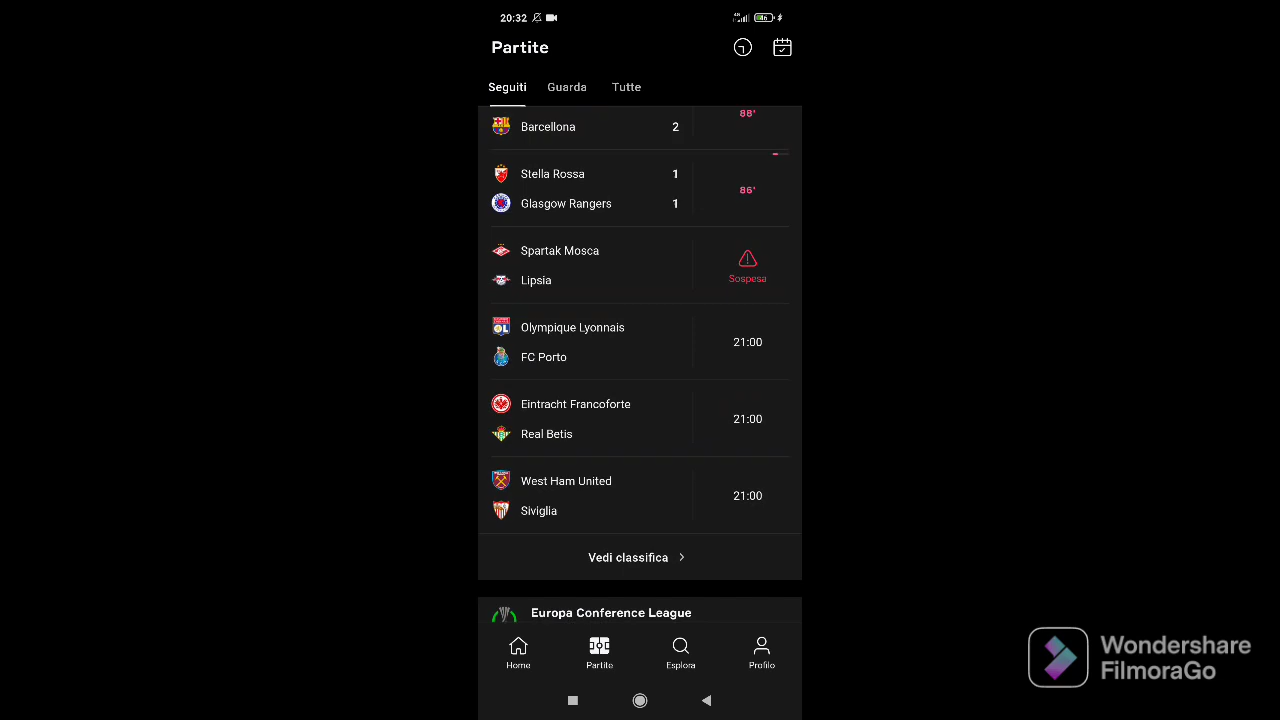 20:32
4G
46
Partite
Seguiti
Guarda
Tutte
88'
Barcellona 2
Stella Rossa 1
86'
Glasgow Rangers 1
Spartak Mosca
Lipsia
Sospesa
Olympique Lyonnais
21:00
FC Porto
Eintracht Francoforte
21:00
Real Betis
West Ham United
21:00
Siviglia
Vedi classifica
Europa Conference League
Home
Partite
Esplora
Profilo
Wondershare
FilmoraGo